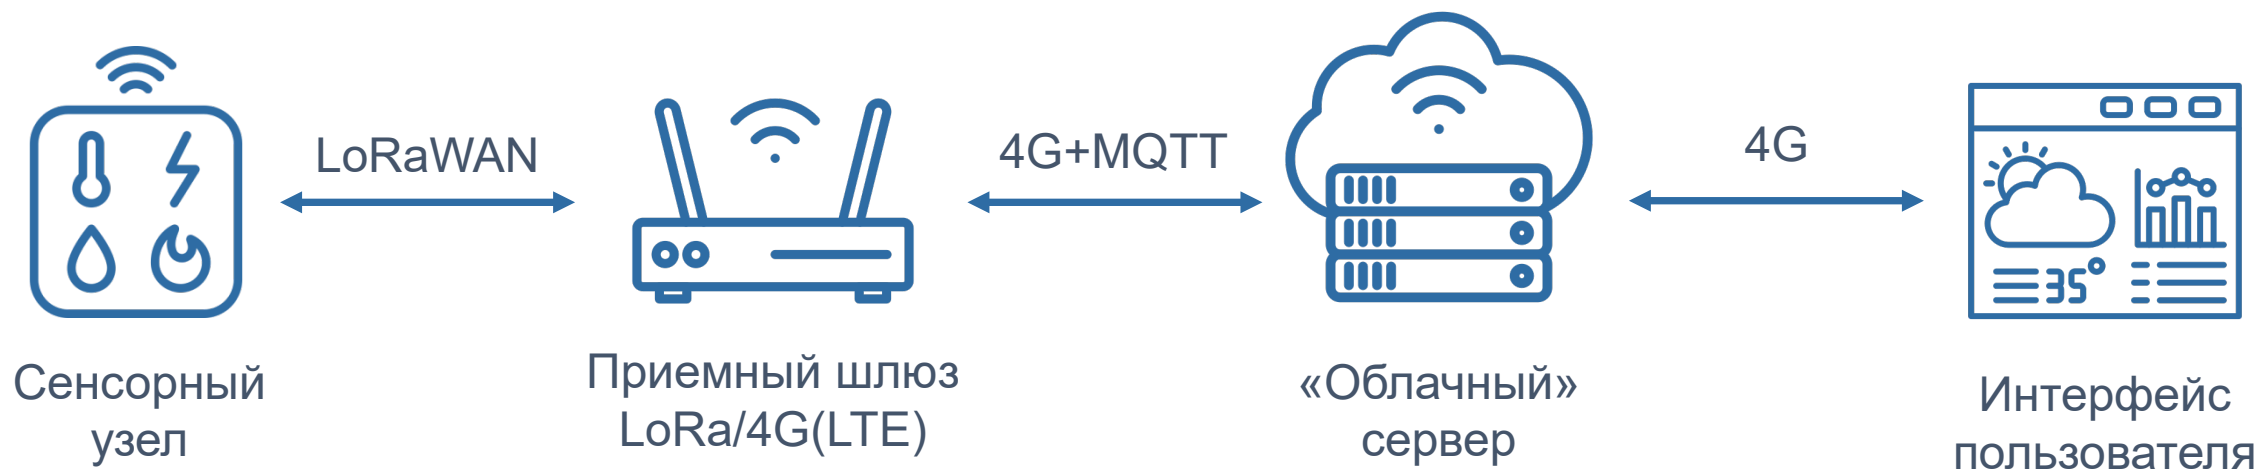 LoRaWAN
4G+MQTT
4G
35°
Сенсорный
узел
Приемный шлюз
LoRa/4G(LTE)
«Облачный»
сервер
Интерфейс
пользователя